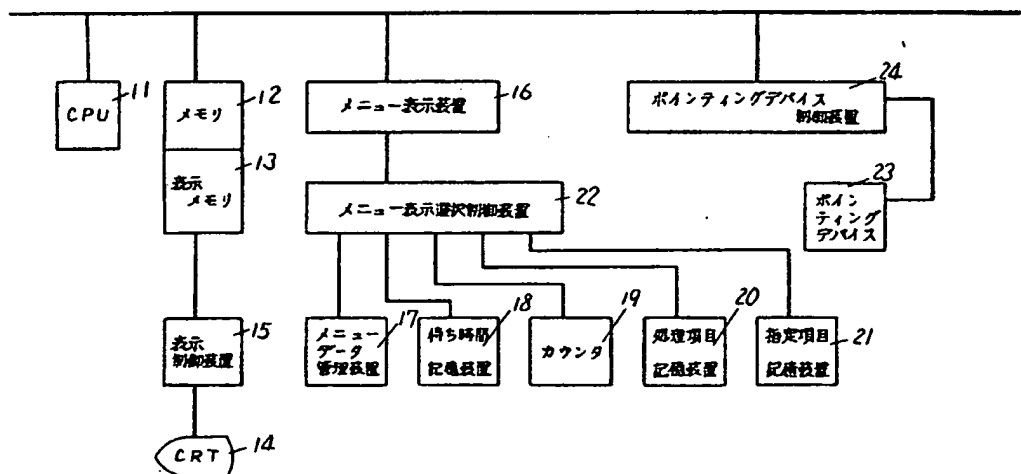 11
CPU
12
メモリ
13
表示
メモリ
16
メニュー表示装置
24
ポインティングデバイス
制御装置
22
メニュー表示選択制御装置
23
ポイン
ティング
デバイス
15
表示
制御装置
17
メニュー
データ
管理装置
18
待ち時間
記憶装置
19
カウンタ
20
処理項目
記憶装置
21
指定項目
記憶装置
CRT
14